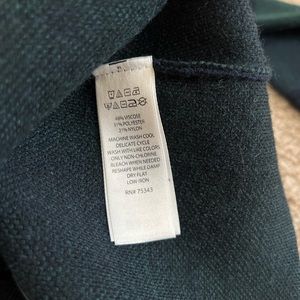 48% VISCOSE
31% POLYESTER
21% NYLON
MACHINE WASH COOL
DELICATE CYCLE
WASH WITH LIKE COLORS
ONLY NON-CHLORINE
BLEACH WHEN NEEDED
RESHAPE WHILE DAMP
DRY FLAT
LOW IRON
RN# 75343